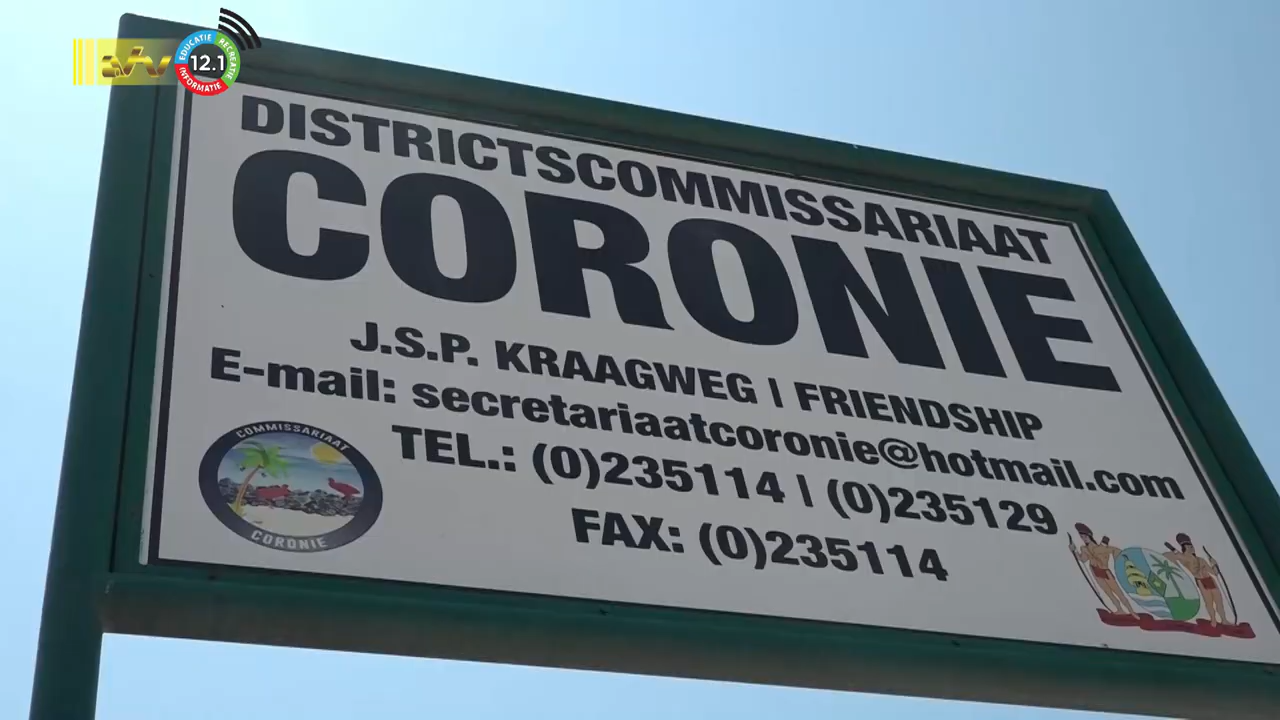 EDUCATIE RECREATIE INFORMATIE
12.1
DISTRICTSCOMMISSARIAAT
CORONIE
J.S.P. KRAAGWEG | FRIENDSHIP
E-mail: secretariaatcoronie@hotmail.com
TEL.: (0)235114 | (0)235129
FAX: (0)235114
COMMISSARIAAT
CORONIE